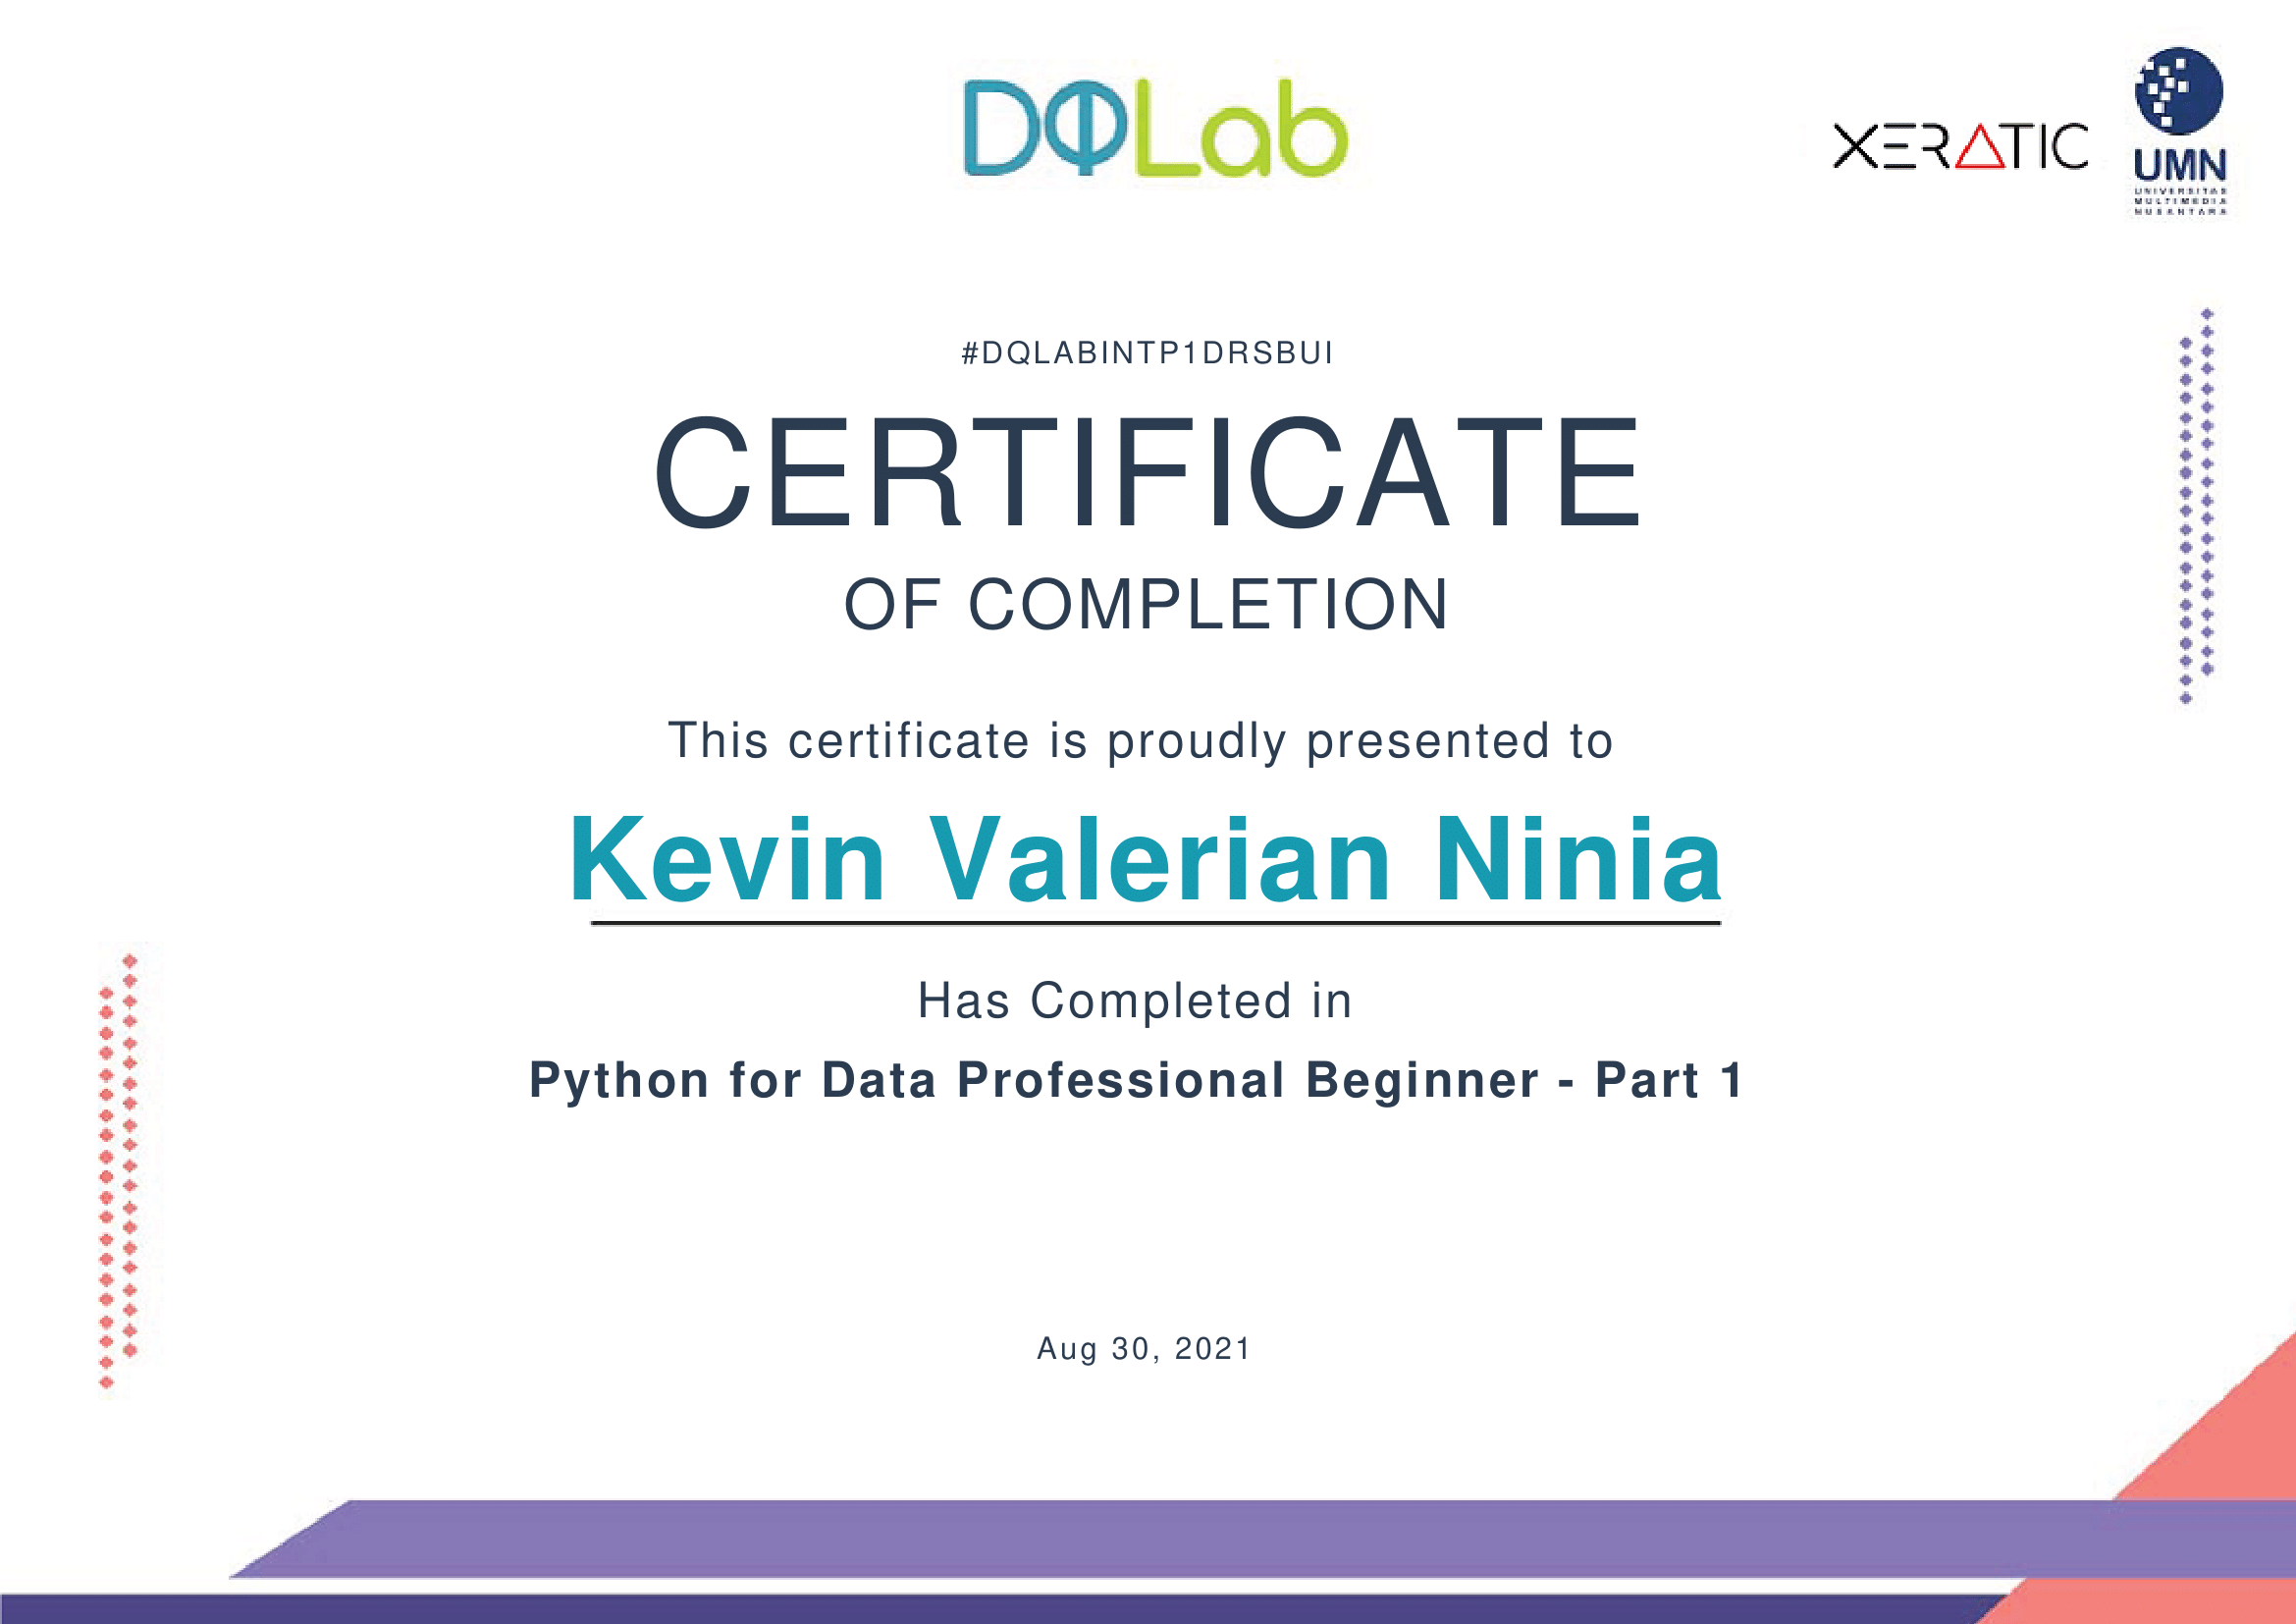 DQLab
XERATIC
UMN
UNIVERSITAS
MULTIMEDIA
NUSANTARA
#DQLABINTP1DRSBUI
CERTIFICATE
OF COMPLETION
This certificate is proudly presented to
Kevin Valerian Ninia
Has Completed in
Python for Data Professional Beginner - Part 1
Aug 30, 2021